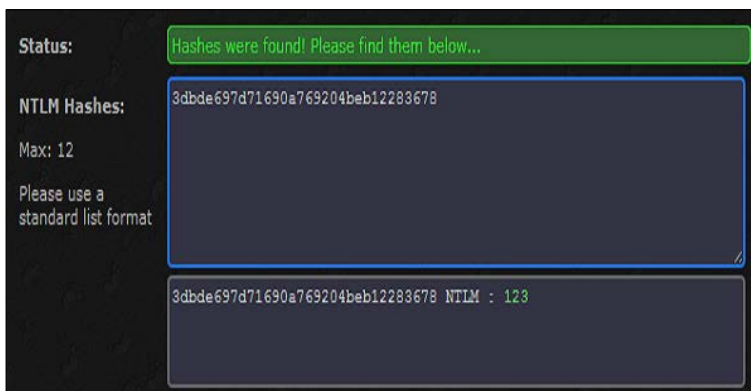 Status:
Hashes were found! Please find them below...
NTLM Hashes:
3dbde697d71690a769204beb12283678
Max: 12
Please use a
standard list format
3dbde697d71690a769204beb12283678 NTLM : 123